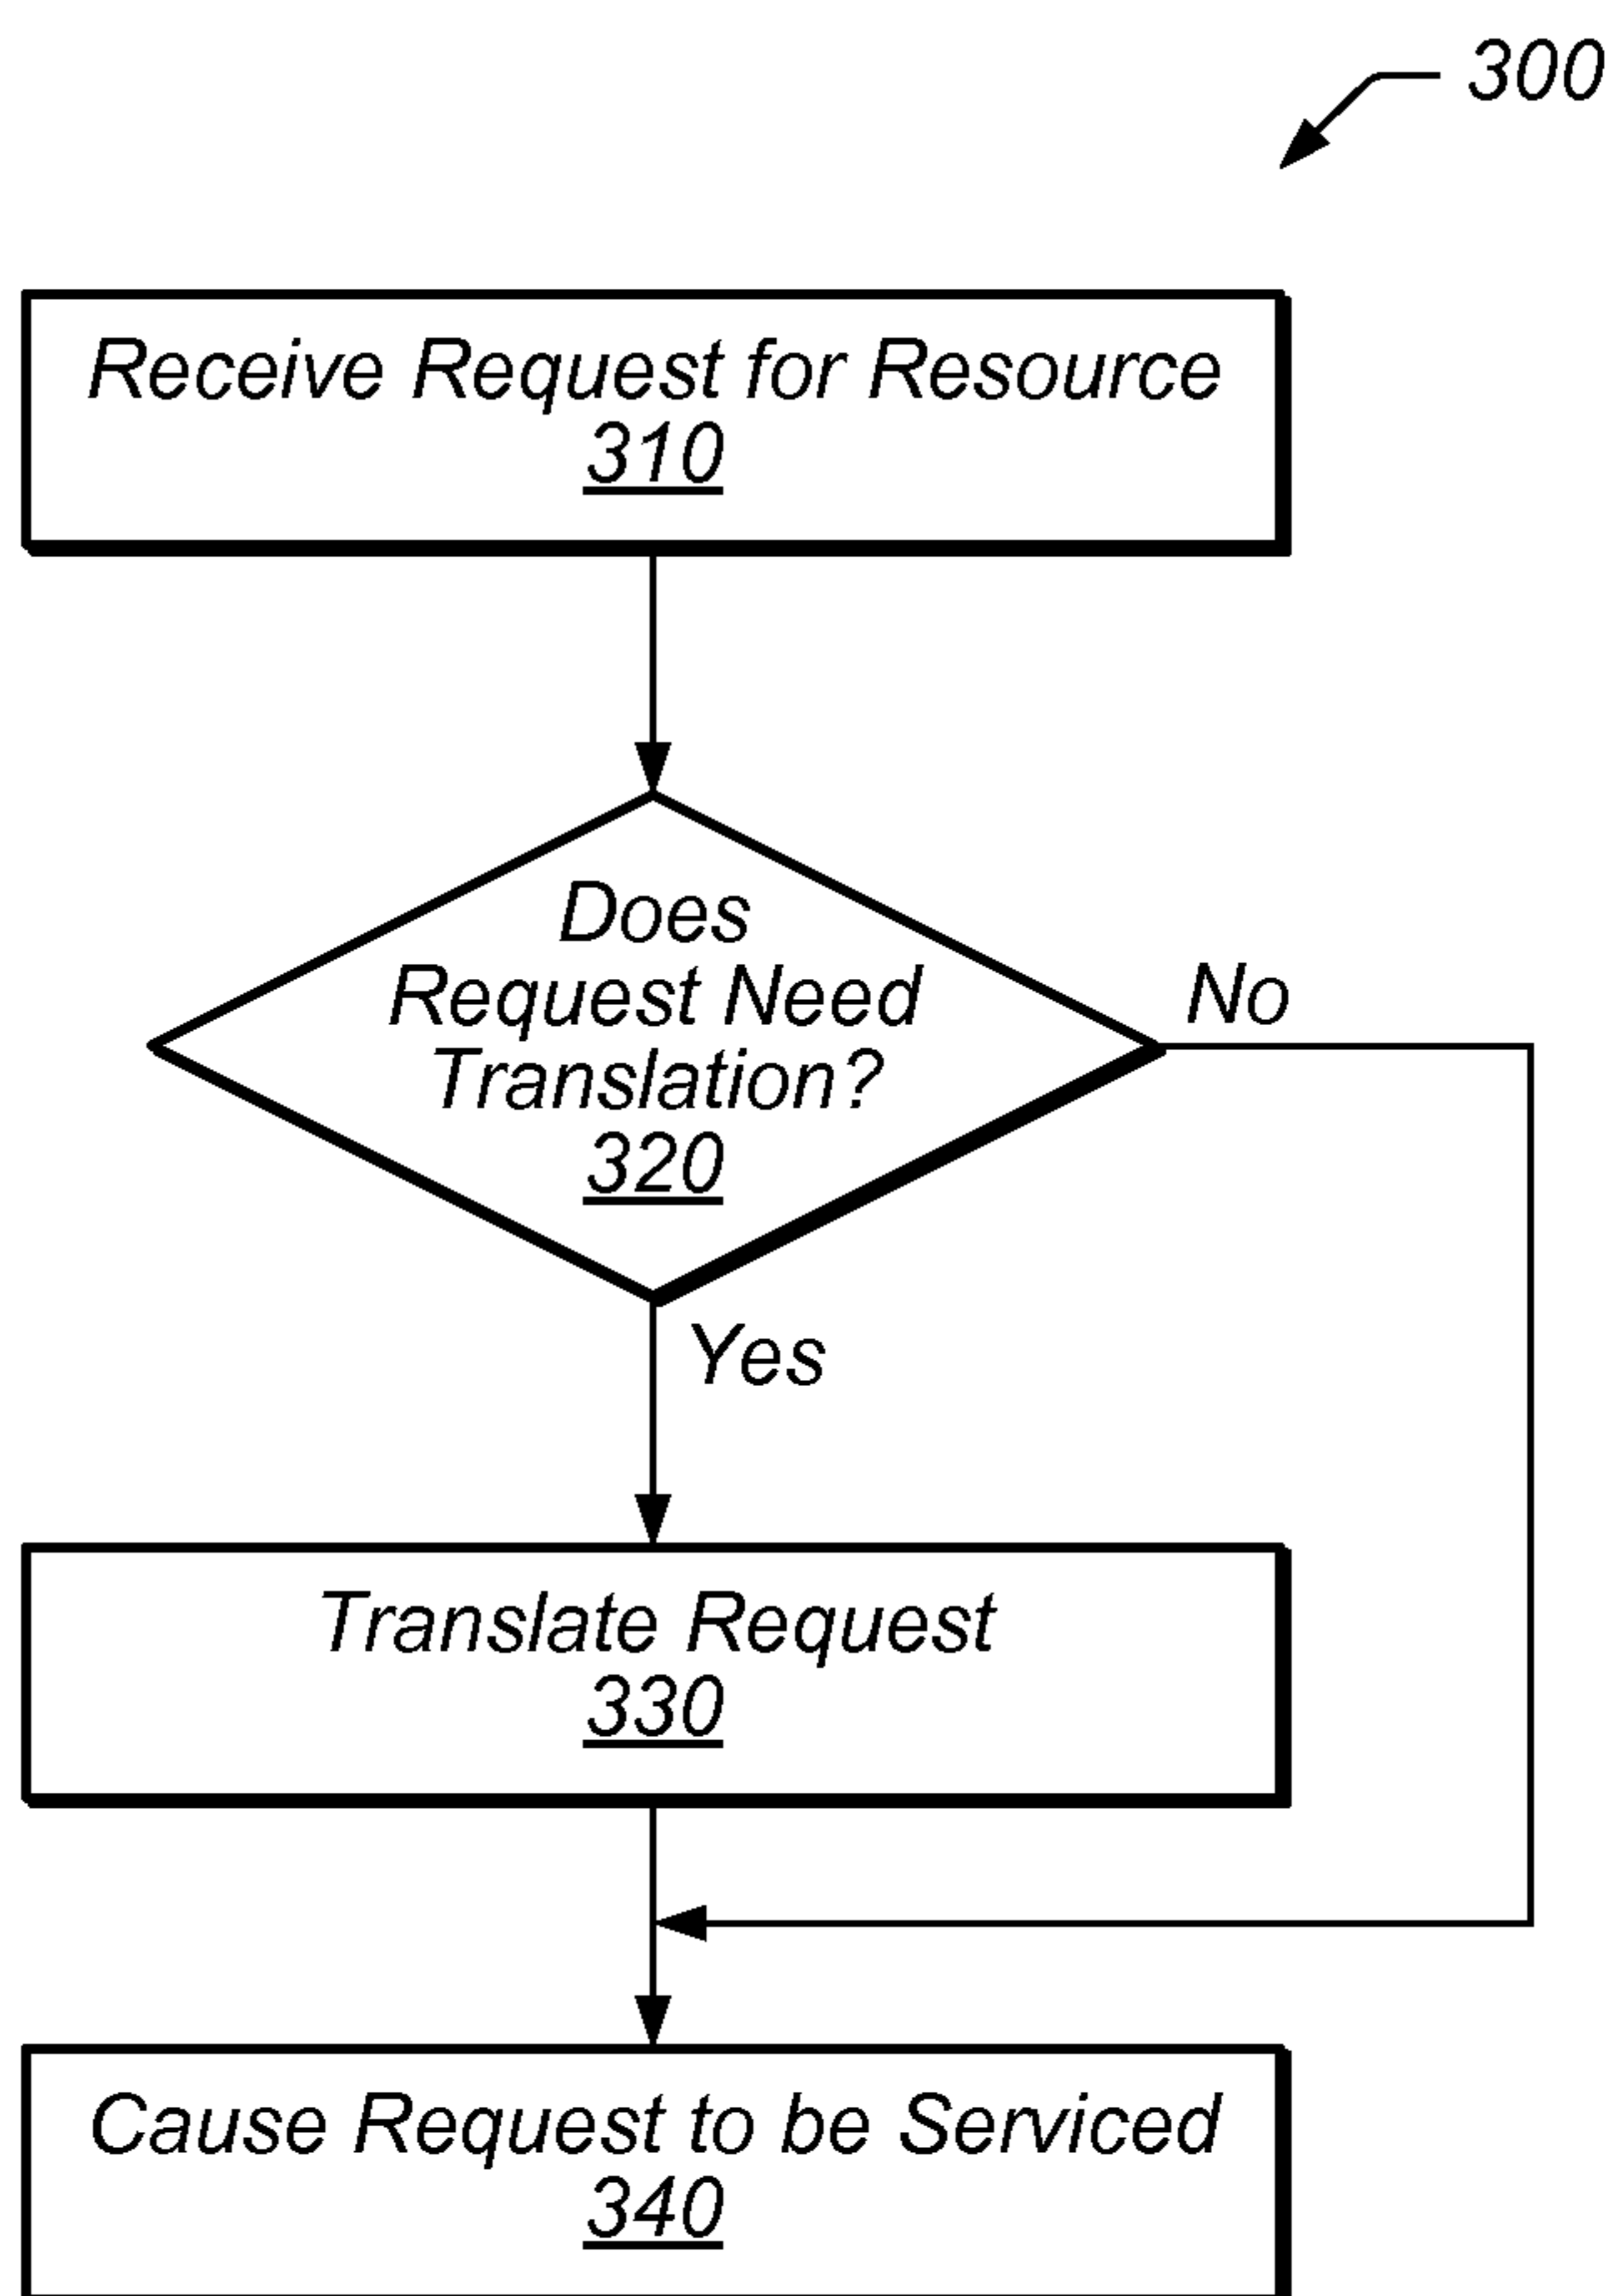 300
Receive Request for Resource
310
Does
Request Need
Translation?
320
No
Yes
Translate Request
330
Cause Request to be Serviced
340